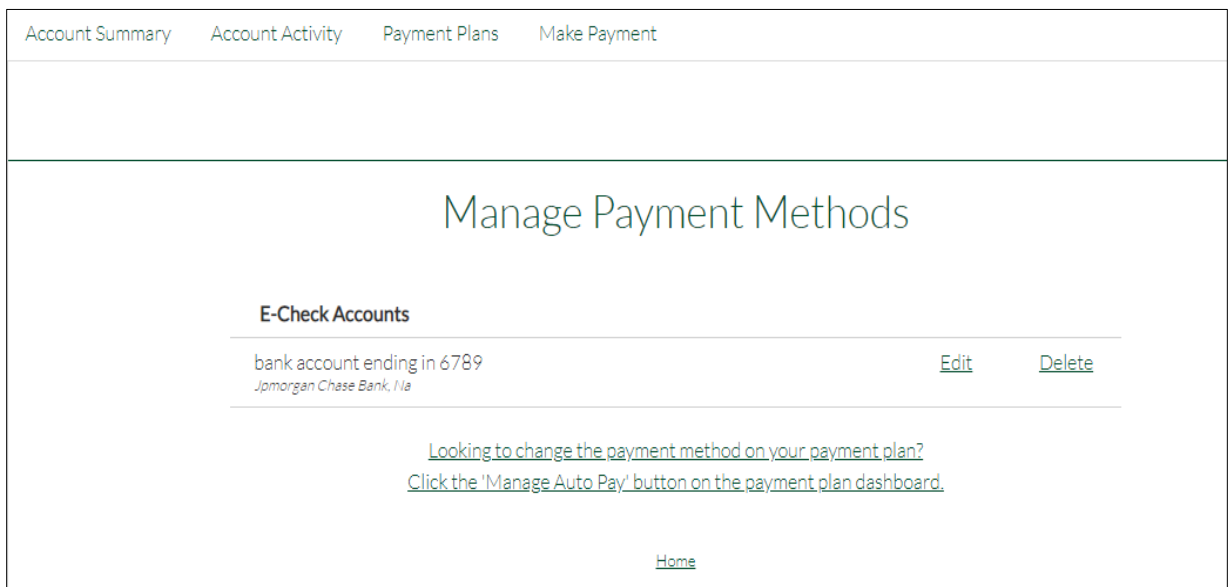 Account Summary Account Activity Payment Plans Make Payment
Manage Payment Methods
E-Check Accounts
bank account ending in 6789 Edit Delete
Jpmorgan Chase Bank, Na
Looking to change the payment method on your payment plan?
Click the 'Manage Auto Pay' button on the payment plan dashboard.
Home